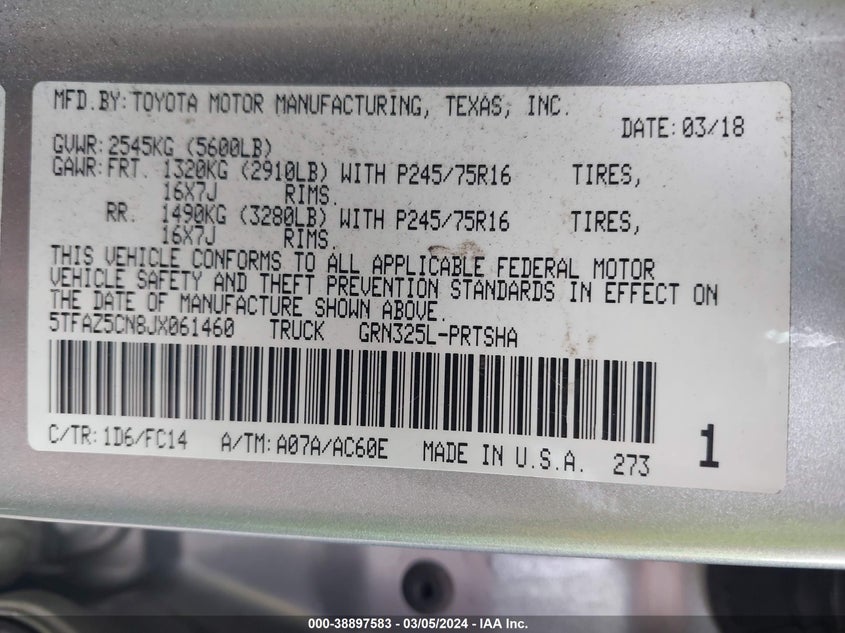 MFD.BY: TOYOTA MOTOR MANUFACTURING, TEXAS, INC.
DATE: 03/18
GVWR: 2545KG (5600LB)
GAWR: FRT. 1320KG (2910LB) WITH P245/75R16 TIRES,
16X7J RIMS.
RR. 1490KG (3280LB) WITH P245/75R16 TIRES,
16X7J RIMS.
THIS VEHICLE CONFORMS TO ALL APPLICABLE FEDERAL MOTOR
VEHICLE SAFETY AND THEFT PREVENTION STANDARDS IN EFFECT ON
THE DATE OF MANUFACTURE SHOWN ABOVE.
5TFAZ5CN8JX061460 TRUCK GRN325L-PRTSHA
C/TR: 1D6/FC14 A/TM: A07A/AC60E MADE IN U.S.A. 273 1
000-38897583 / 03/05/2024 - IAA Inc.